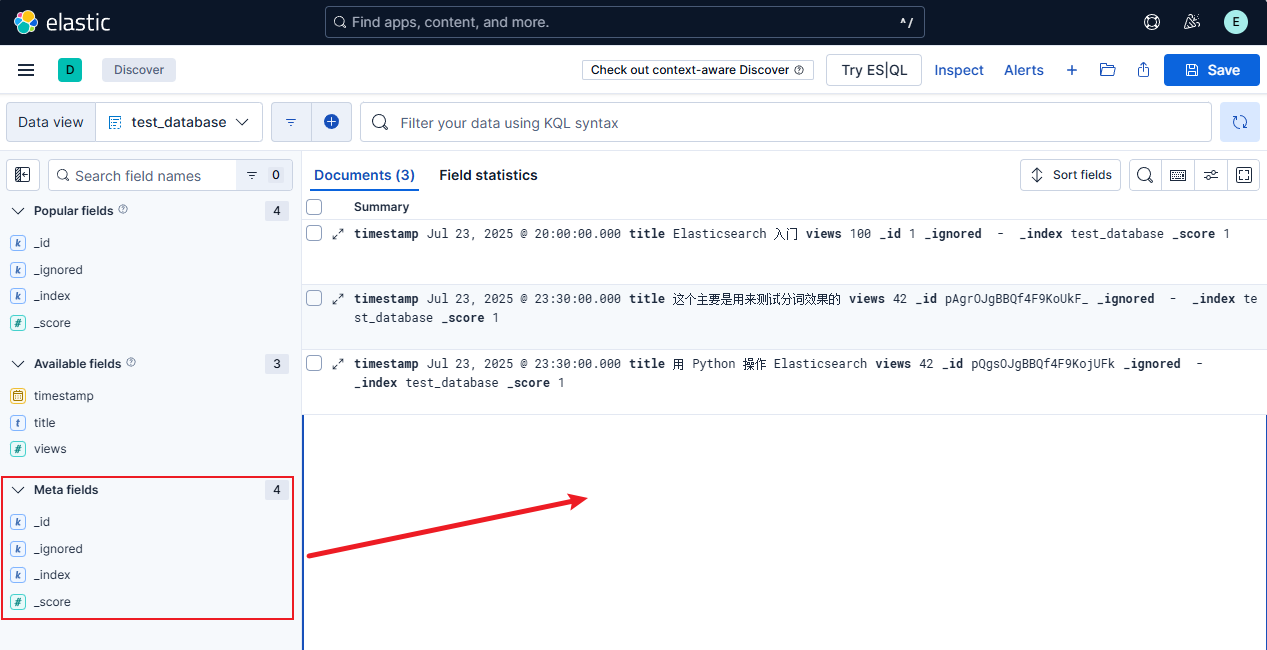 elastic
Find apps, content, and more.
^/
E
D
Discover
Check out context-aware Discover
Try ES|QL
Inspect
Alerts
Save
Data view
test_database
Filter your data using KQL syntax
Search field names
0
Documents (3)
Field statistics
Sort fields
Popular fields
4
k _id
k _ignored
k _index
# _score
Available fields
3
timestamp
t title
# views
Meta fields
4
k _id
k _ignored
k _index
# _score
Summary
timestamp Jul 23, 2025 @ 20:00:00.000 title Elasticsearch 入门 views 100 _id 1 _ignored - _index test_database _score 1
timestamp Jul 23, 2025 @ 23:30:00.000 title 这个主要是用来测试分词效果的 views 42 _id pAgrOJgBBQf4F9KoUkF_ _ignored - _index te
st_database _score 1
timestamp Jul 23, 2025 @ 23:30:00.000 title 用 Python 操作 Elasticsearch views 42 _id pQgsOJgBBQf4F9KojUFk _ignored -
_index test_database _score 1